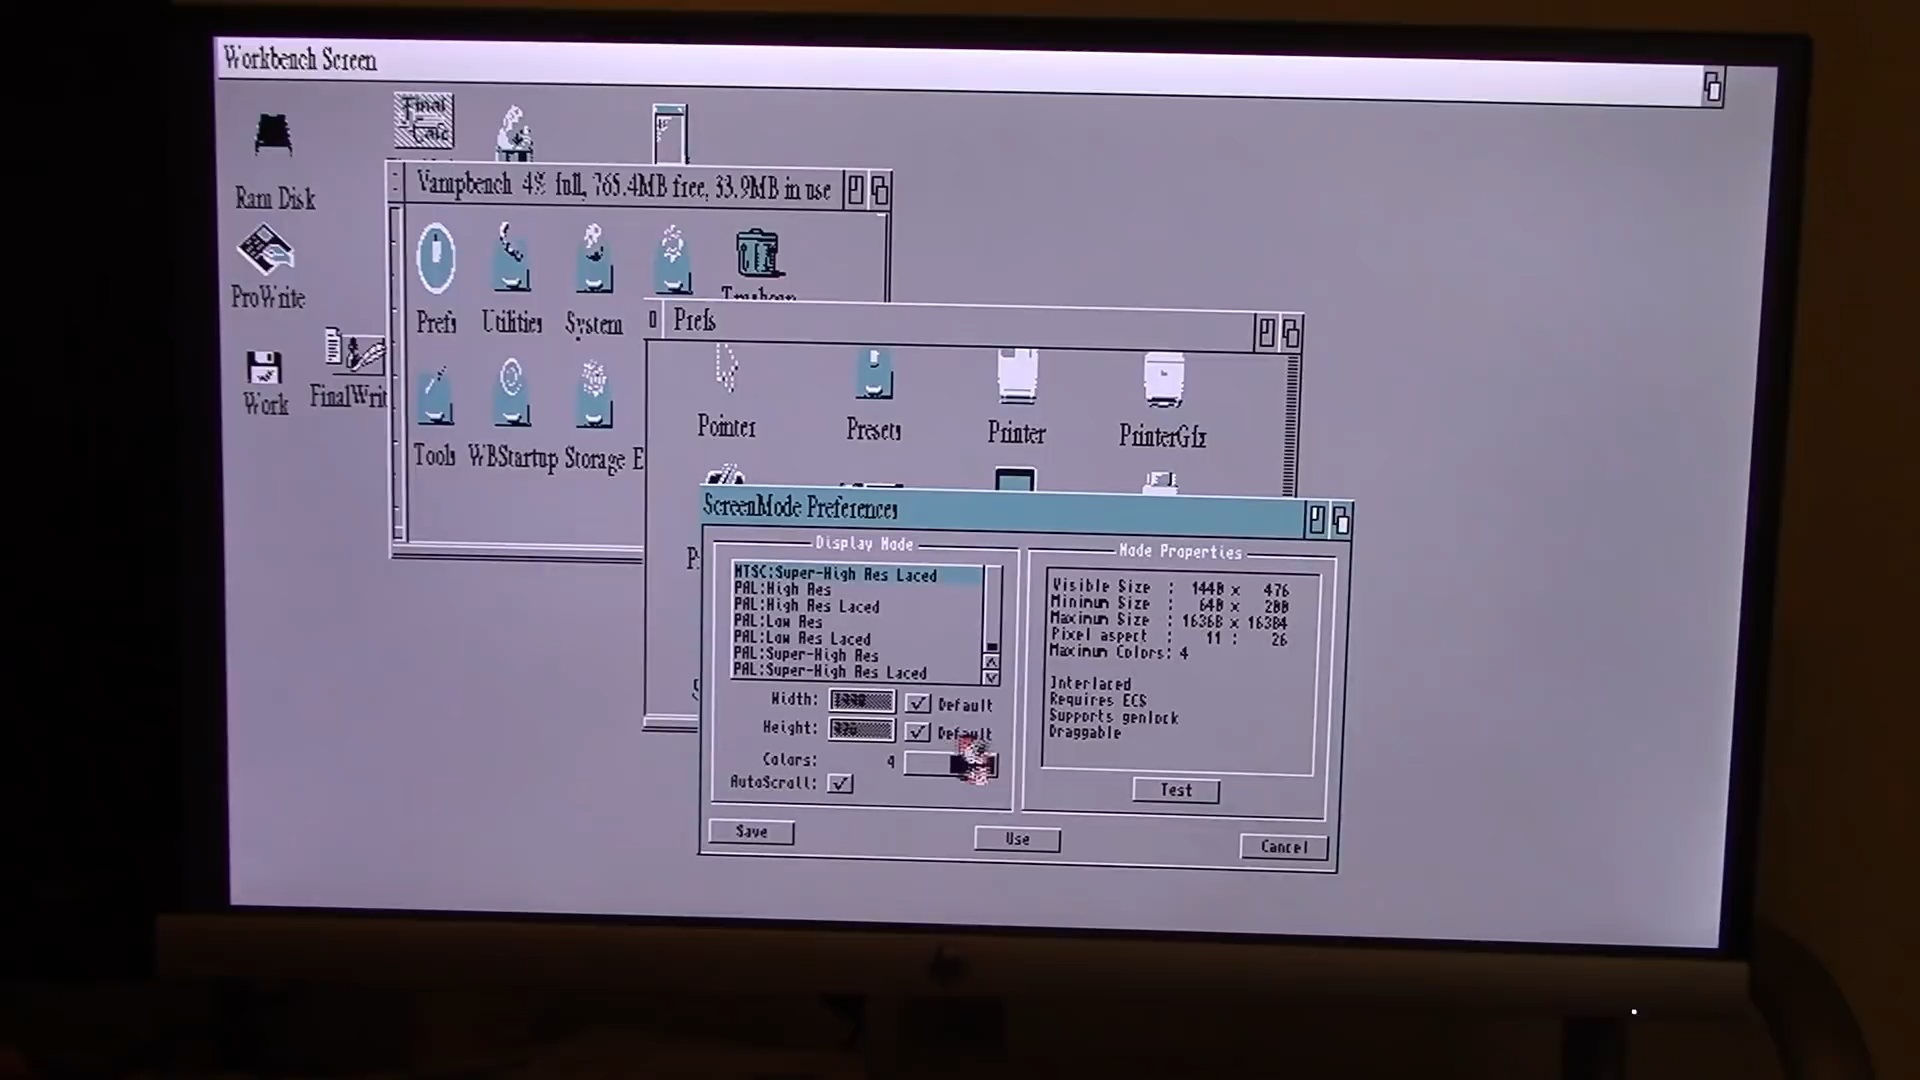 Workbench Screen
Final
Calc
Ram Disk
ProWrite
Work
FinalWrit
Vampbench 4% full, 765.4MB free, 33.9MB in use
Prefs
Utilities
System
Trashcan
Tools
WBStartup
Storage
E
Prefs
Pointer
Presets
Printer
PrinterGfx
P
ScreenMode Preferences
Display Mode
NTSC:Super-High Res Laced
PAL:High Res
PAL:High Res Laced
PAL:Low Res
PAL:Low Res Laced
PAL:Super-High Res
PAL:Super-High Res Laced
Width: 1440 Default
Height: 476 Default
Colors: 4
AutoScroll:
Mode Properties
Visible Size : 1440 x 476
Minimum Size : 640 x 200
Maximum Size : 16368 x 16384
Pixel aspect : 11 : 26
Maximum Colors: 4
Interlaced
Requires ECS
Supports genlock
Draggable
Test
Save
Use
Cancel